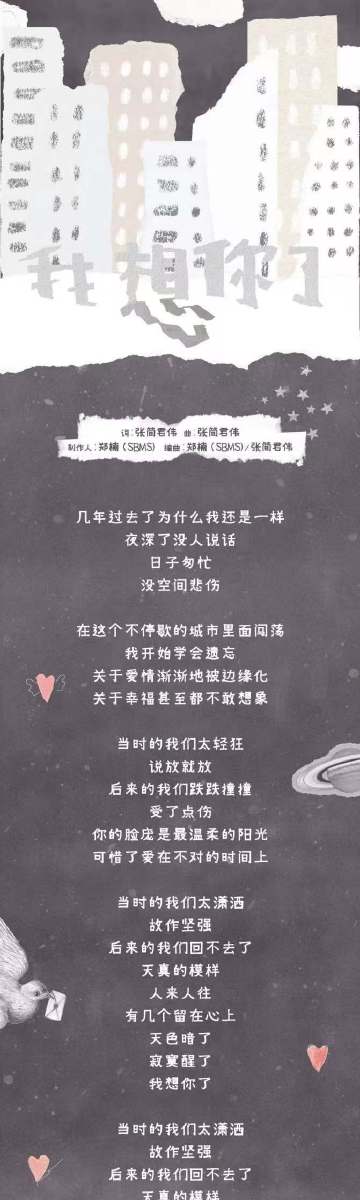 我想你了
词:张简君伟 曲:张简君伟
制作人:郑楠(SBMS) 编曲:郑楠(SBMS)/张简君伟
几年过去了为什么我还是一样
夜深了没人说话
日子匆忙
没空间悲伤
在这个不停歇的城市里面闯荡
我开始学会遗忘
关于爱情渐渐地被边缘化
关于幸福甚至都不敢想象
当时的我们太轻狂
说放就放
后来的我们跌跌撞撞
受了点伤
你的脸庞是最温柔的阳光
可惜了爱在不对的时间上
当时的我们太潇洒
故作坚强
后来的我们回不去了
天真的模样
人来人往
有几个留在心上
天色暗了
寂寞醒了
我想你了
当时的我们太潇洒
故作坚强
后来的我们回不去了
天真的模样